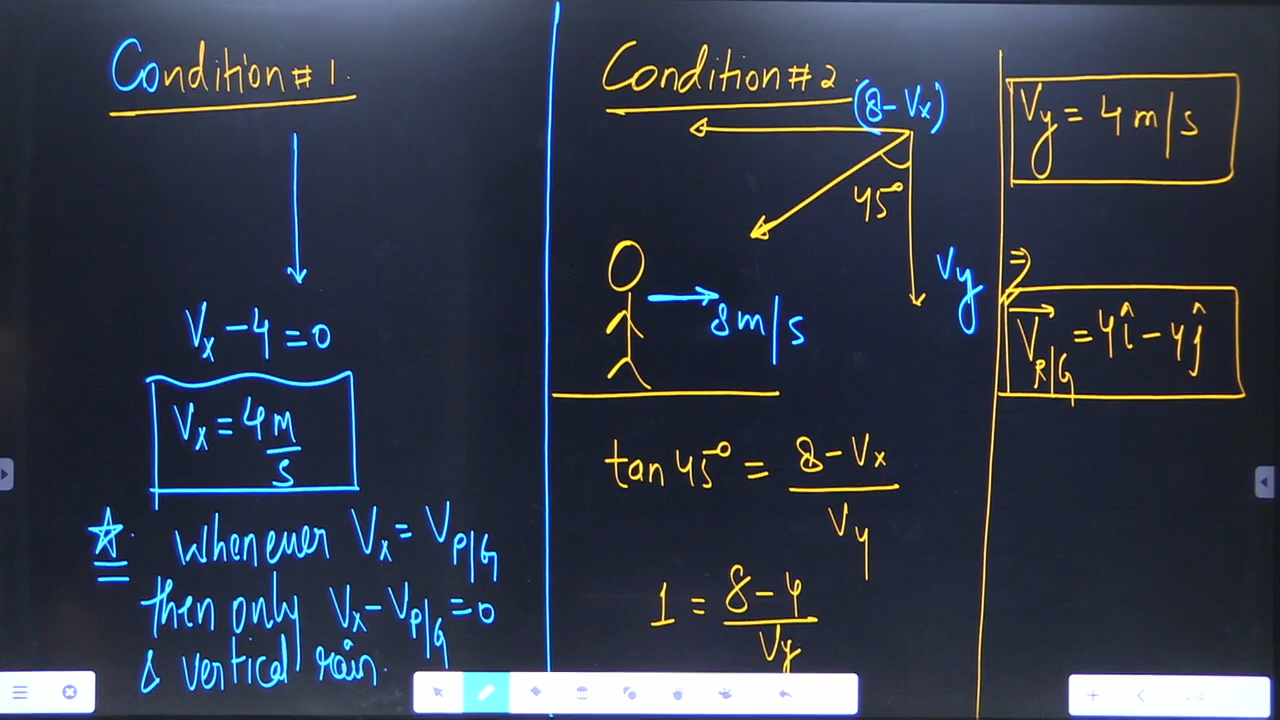 Condition # 1.
Vx - 4 = 0
Vx = 4 m/s
Whenever Vx = VP/G
then only Vx - VP/G = 0
& vertical rain.
Condition # 2
(8 - Vx)
45°
Vy
8 m/s
tan 45° = (8 - Vx)/Vy
1 = (8 - 4)/Vy
Vy = 4 m/s
⇒
VR/G = 4î - 4ĵ